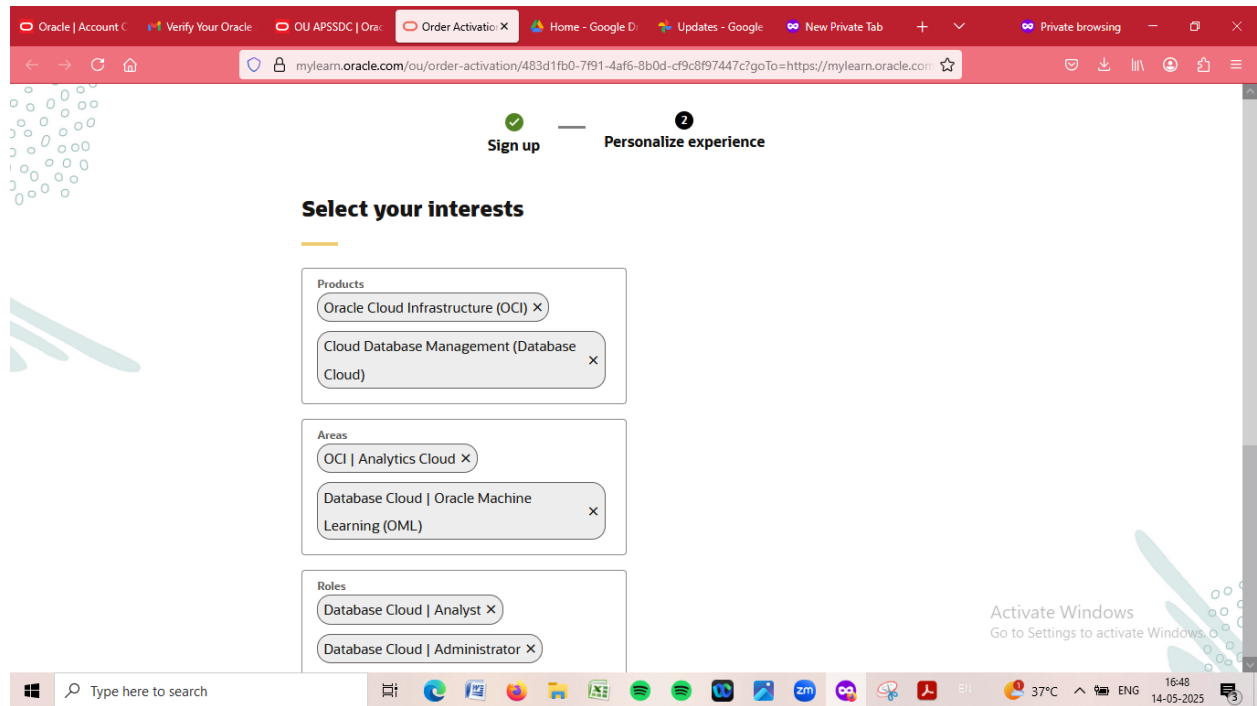 Oracle | Account C
Verify Your Oracle
OU APSSDC | Orac
Order Activation
Home - Google Dr
Updates - Google
New Private Tab
Private browsing
mylearn.oracle.com/ou/order-activation/483d1fb0-7f91-4af6-8b0d-cf9c8f97447c?goTo=https://mylearn.oracle.com
2
Sign up
Personalize experience
Select your interests
Products
Oracle Cloud Infrastructure (OCI) ×
Cloud Database Management (Database
Cloud) ×
Areas
OCI | Analytics Cloud ×
Database Cloud | Oracle Machine
Learning (OML) ×
Roles
Database Cloud | Analyst ×
Database Cloud | Administrator ×
Activate Windows
Go to Settings to activate Windows.
Type here to search
zm
EN
37°C
ENG
16:48
14-05-2025
3